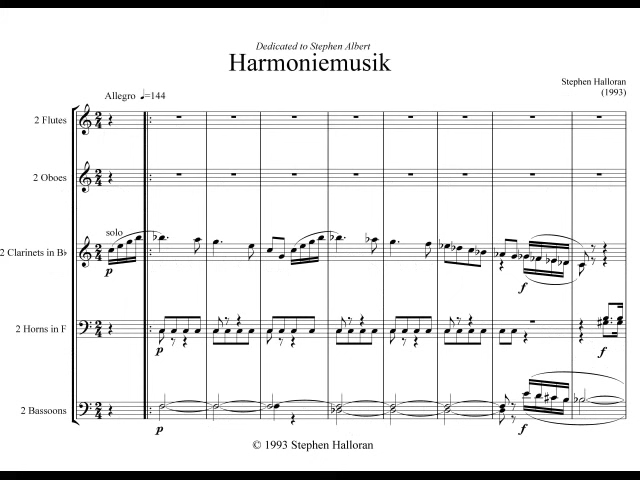 Dedicated to Stephen Albert
Harmoniemusik
Stephen Halloran
(1993)
Allegro ♩=144
2 Flutes
2 Oboes
solo
2 Clarinets in B♭
p
f
2 Horns in F
p
f
2 Bassoons
p
f
© 1993 Stephen Halloran